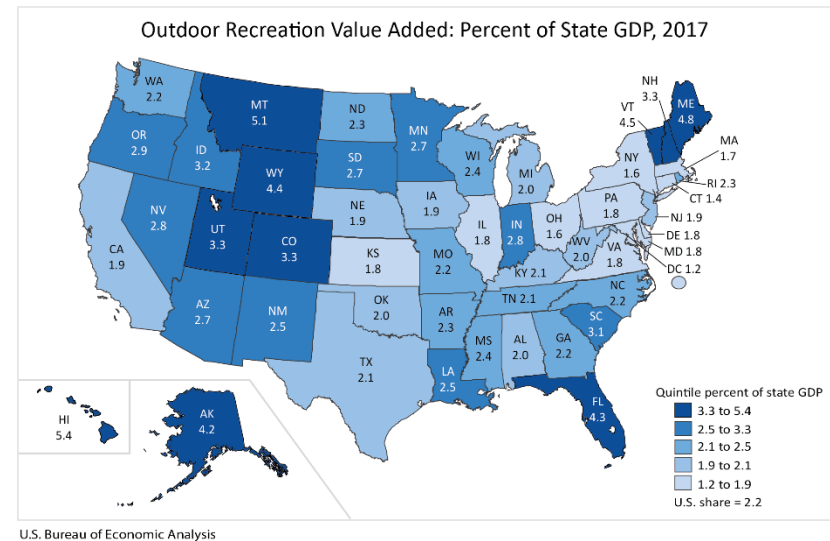 Outdoor Recreation Value Added: Percent of State GDP, 2017
WA
2.2
MT
5.1
ND
2.3
MN
2.7
OR
2.9
ID
3.2
WY
4.4
SD
2.7
WI
2.4
MI
2.0
NH
3.3
VT
4.5
ME
4.8
NY
1.6
MA
1.7
RI 2.3
CT 1.4
NV
2.8
UT
3.3
CO
3.3
NE
1.9
IA
1.9
IL
1.8
IN
2.8
OH
1.6
PA
1.8
NJ 1.9
DE 1.8
MD 1.8
DC 1.2
CA
1.9
KS
1.8
MO
2.2
KY 2.1
WV
2.0
VA
1.8
AZ
2.7
NM
2.5
OK
2.0
AR
2.3
TN 2.1
NC
2.2
SC
3.1
TX
2.1
LA
2.5
MS
2.4
AL
2.0
GA
2.2
FL
4.3
HI
5.4
AK
4.2
Quintile percent of state GDP
3.3 to 5.4
2.5 to 3.3
2.1 to 2.5
1.9 to 2.1
1.2 to 1.9
U.S. share = 2.2
U.S. Bureau of Economic Analysis